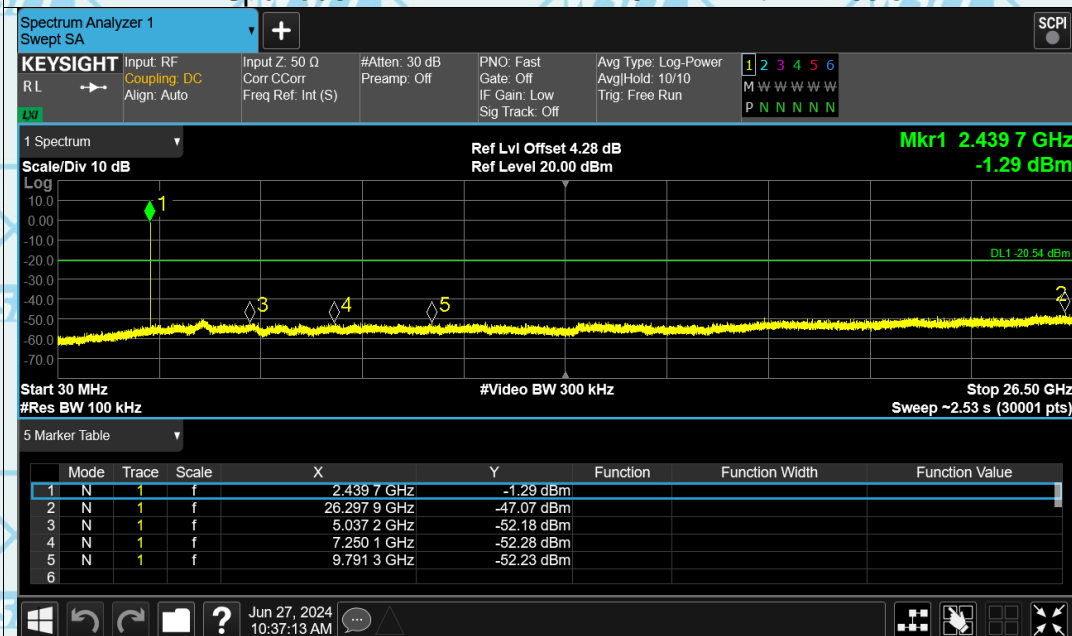 Spectrum Analyzer 1
Swept SA
+
SCPI
KEYSIGHT Input: RF Input Z: 50 Ω #Atten: 30 dB PNO: Fast Avg Type: Log-Power 1 2 3 4 5 6
RL Coupling: DC Corr CCorr Preamp: Off Gate: Off Avg|Hold: 10/10 M W W W W W
Align: Auto Freq Ref: Int (S) IF Gain: Low Trig: Free Run P N N N N N
LXI Sig Track: Off
1 Spectrum
Ref Lvl Offset 4.28 dB Mkr1 2.439 7 GHz
Scale/Div 10 dB Ref Level 20.00 dBm -1.29 dBm
Log
10.0
0.00
-10.0
-20.0
-30.0
-40.0
-50.0
-60.0
-70.0
1
DL1 -20.54 dBm
3 4 5 2
Start 30 MHz #Video BW 300 kHz Stop 26.50 GHz
#Res BW 100 kHz Sweep ~2.53 s (30001 pts)
5 Marker Table
Mode Trace Scale X Y Function Function Width Function Value
1 N 1 f 2.439 7 GHz -1.29 dBm
2 N 1 f 26.297 9 GHz -47.07 dBm
3 N 1 f 5.037 2 GHz -52.18 dBm
4 N 1 f 7.250 1 GHz -52.28 dBm
5 N 1 f 9.791 3 GHz -52.23 dBm
6
? Jun 27, 2024
10:37:13 AM